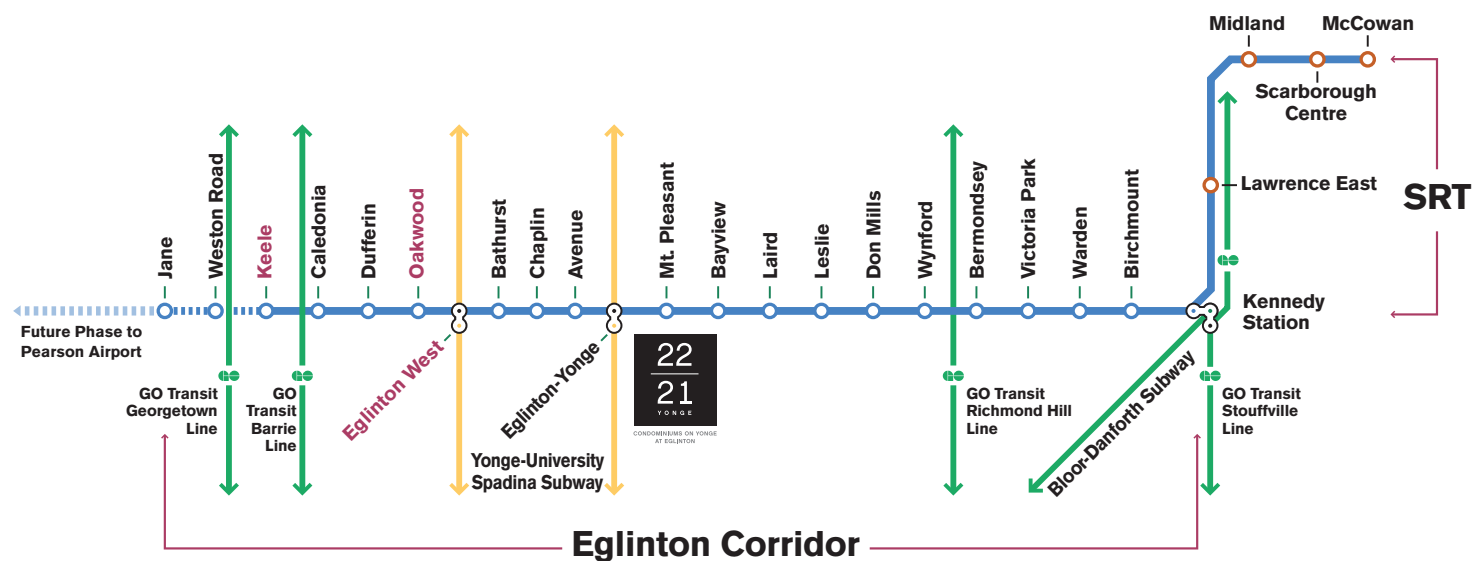 Midland
McCowan
Scarborough
Centre
Lawrence East
SRT
Jane
Weston Road
Keele
Caledonia
Dufferin
Oakwood
Bathurst
Chaplin
Avenue
Mt. Pleasant
Bayview
Laird
Leslie
Don Mills
Wynford
Bermondsey
Victoria Park
Warden
Birchmount
Kennedy
Station
Future Phase to
Pearson Airport
Eglinton West
Eglinton-Yonge
22
21
YONGE
CONDOMINIUMS ON YONGE
AT EGLINTON
GO Transit
Georgetown
Line
GO
Transit
Barrie
Line
Yonge-University
Spadina Subway
GO Transit
Richmond Hill
Line
Bloor-Danforth Subway
GO Transit
Stouffville
Line
Eglinton Corridor